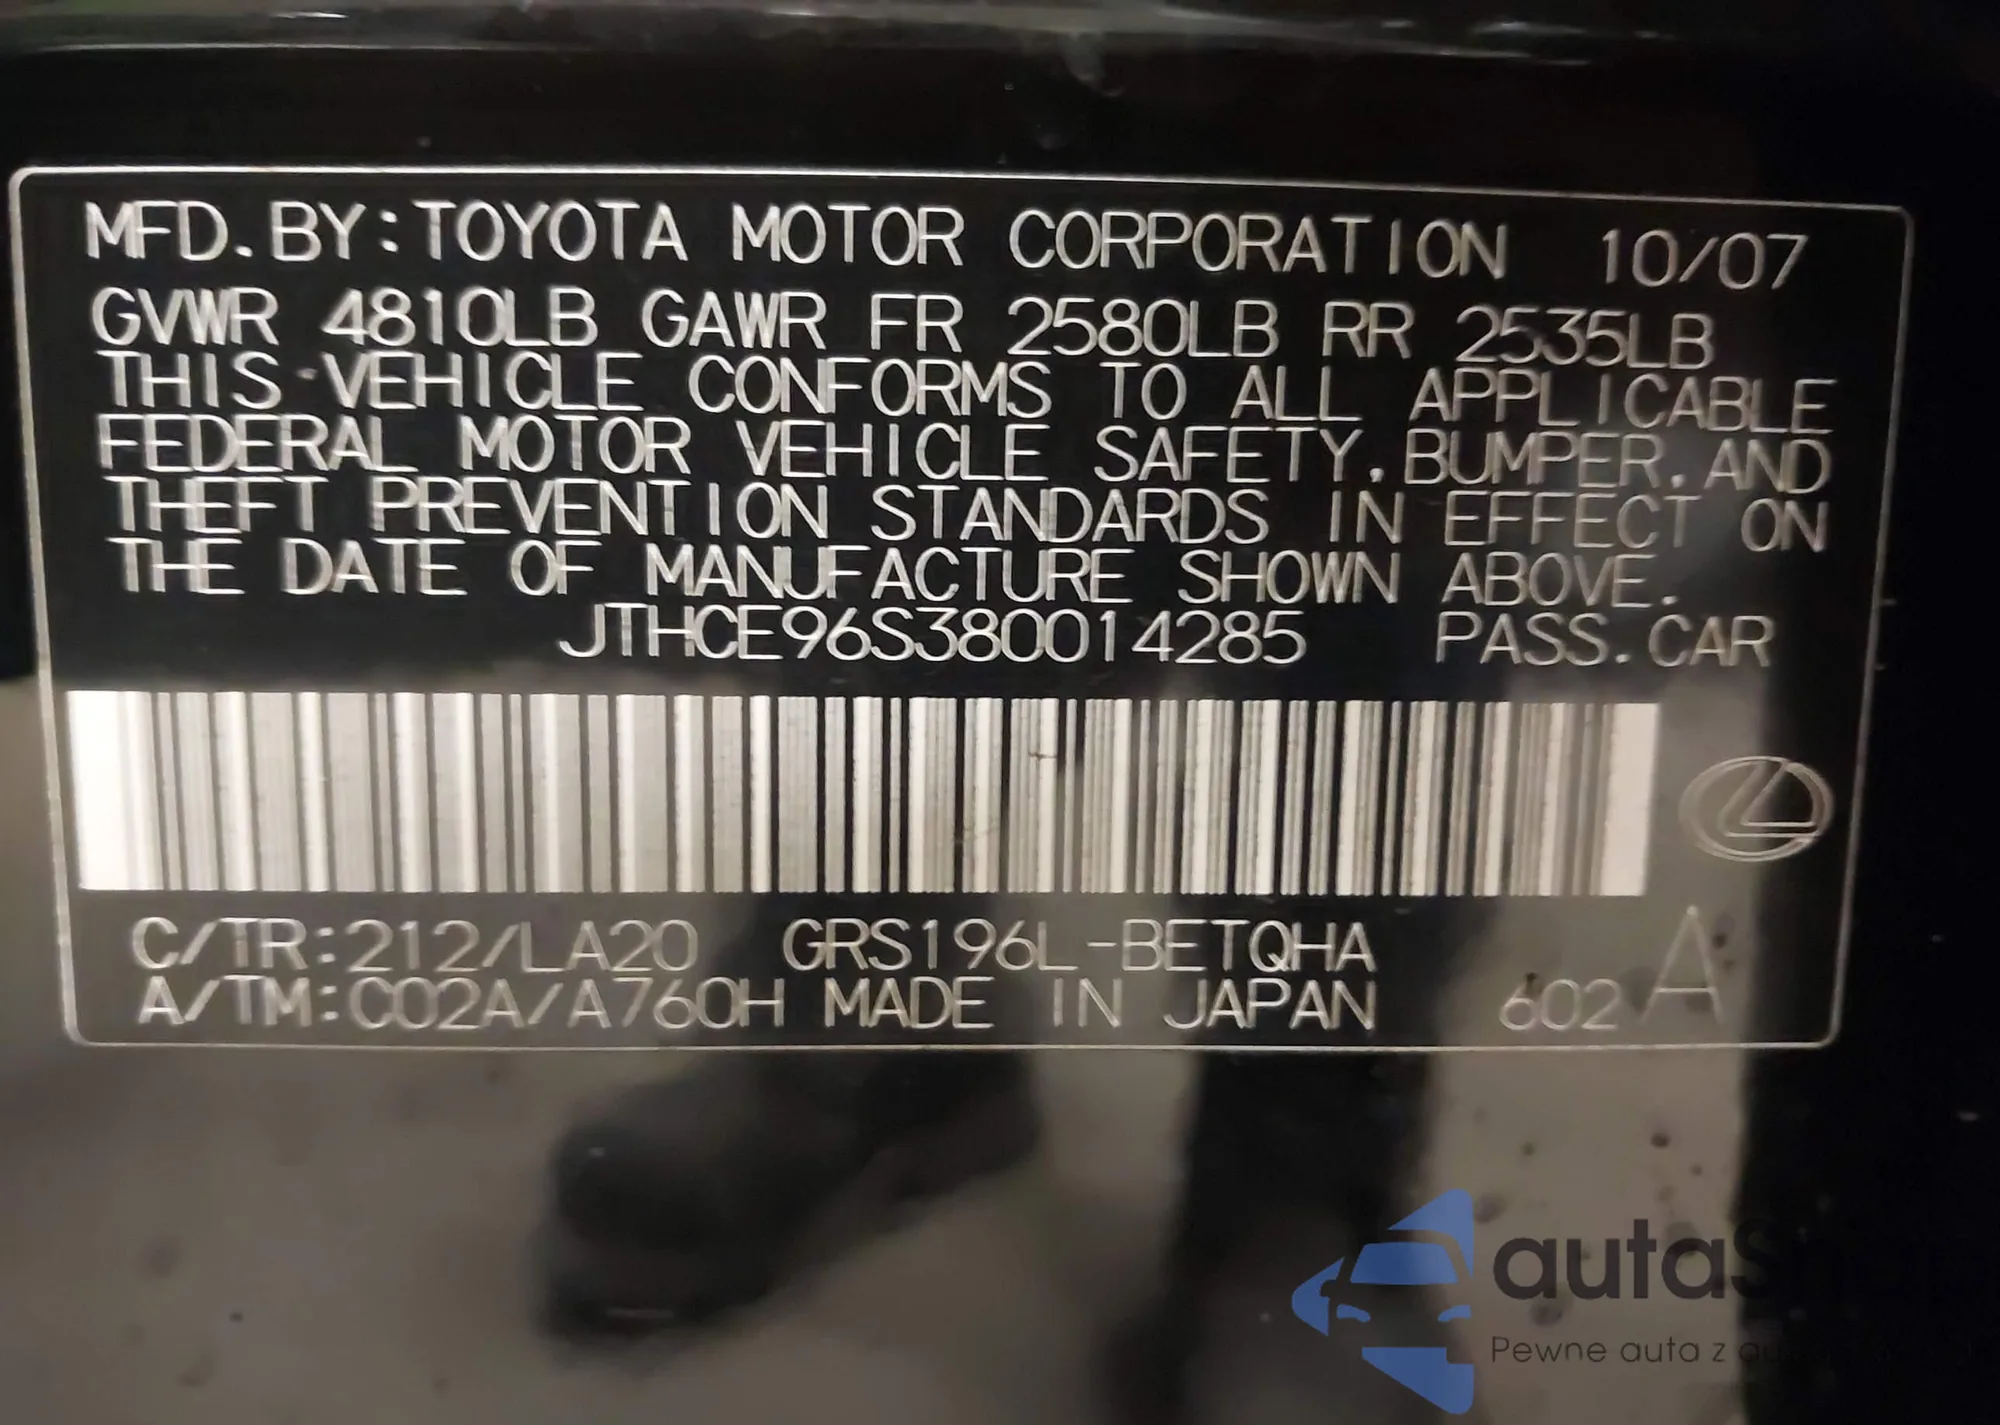 MFD. BY: TOYOTA MOTOR CORPORATION 10/07
GVWR 4810LB GAWR FR 2580LB RR 2535LB
THIS VEHICLE CONFORMS TO ALL APPLICABLE
FEDERAL MOTOR VEHICLE SAFETY, BUMPER, AND
THEFT PREVENTION STANDARDS IN EFFECT ON
THE DATE OF MANUFACTURE SHOWN ABOVE.
JTHCE96S380014285 PASS. CAR
C/TR: 212/LA20 GRS196L-BETQHA
A/TM: C02A/A760H MADE IN JAPAN 602 A
Pewne auta z